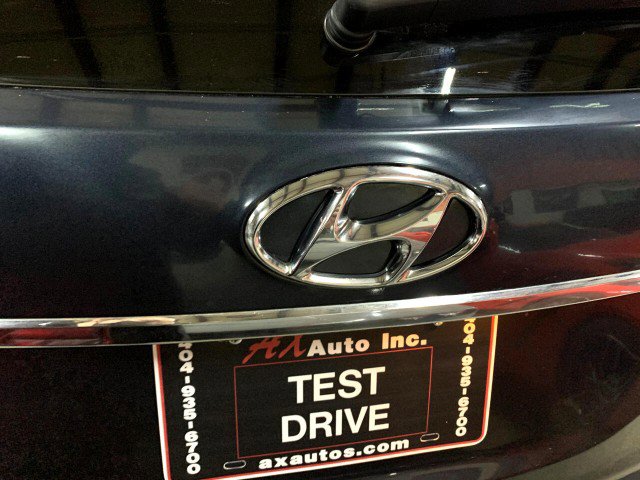 AX Auto Inc.
404-935-6700
TEST
DRIVE
404-935-6700
axautos.com